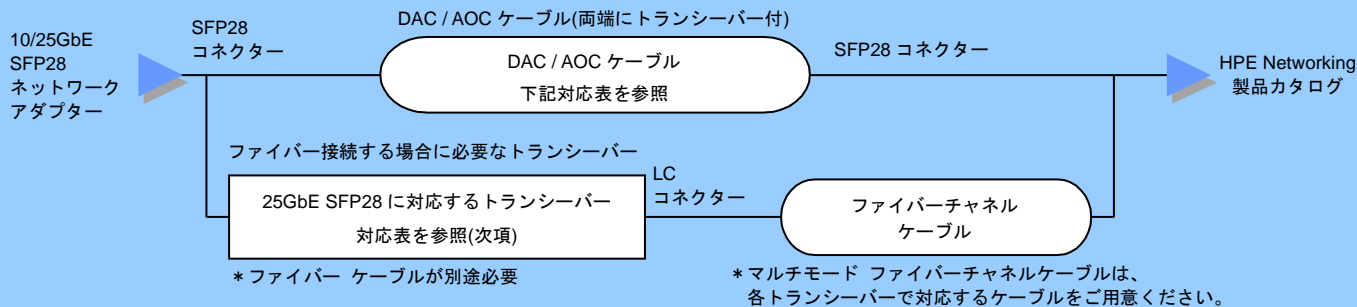 10/25GbE
SFP28
ネットワーク
アダプター
SFP28
コネクター
DAC / AOC ケーブル(両端にトランシーバー付)
DAC / AOC ケーブル
下記対応表を参照
SFP28 コネクター
HPE Networking
製品カタログ
ファイバー接続する場合に必要なトランシーバー
25GbE SFP28 に対応するトランシーバー
対応表を参照(次項)
＊ファイバー ケーブルが別途必要
LC
コネクター
ファイバーチャネル
ケーブル
＊マルチモード ファイバーチャネルケーブルは、
各トランシーバーで対応するケーブルをご用意ください。